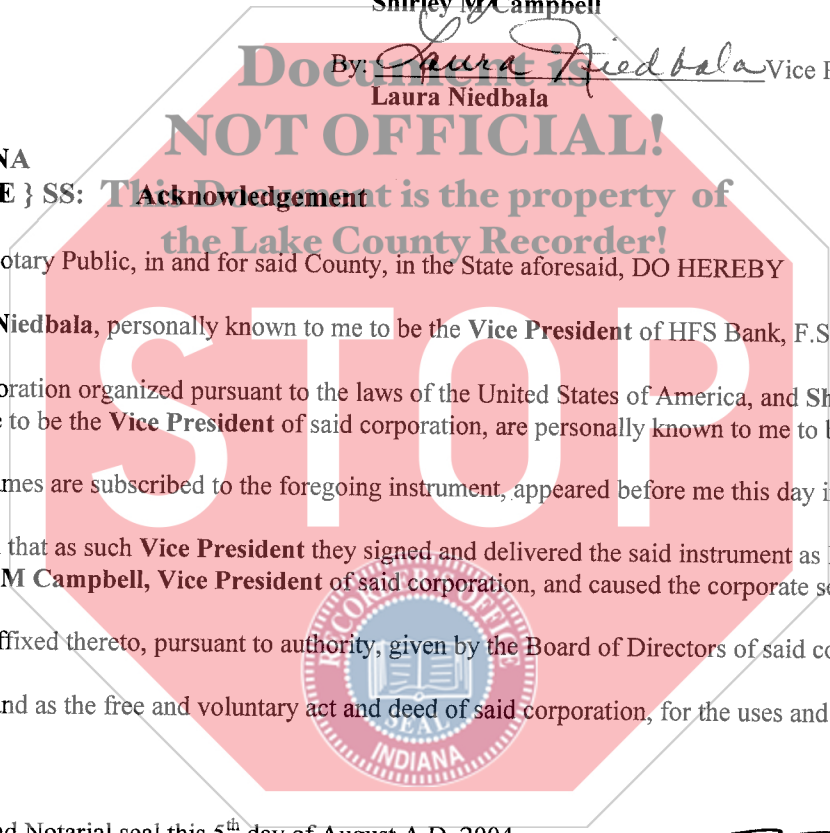 Shirley M Campbell
By: Laura Niedbala Vice
Laura Niedbala
Document is
NOT OFFICIAL!
This Document is the property of
the Lake County Recorder!
NA
E } SS: Acknowledgement
otary Public, in and for said County, in the State aforesaid, DO HEREBY
Niedbala, personally known to me to be the Vice President of HFS Bank, F.S
oration organized pursuant to the laws of the United States of America, and Sh
e to be the Vice President of said corporation, are personally known to me to b
STOP
mes are subscribed to the foregoing instrument, appeared before me this day i
that as such Vice President they signed and delivered the said instrument as
M Campbell, Vice President of said corporation, and caused the corporate se
ffixed thereto, pursuant to authority, given by the Board of Directors of said co
nd as the free and voluntary act and deed of said corporation, for the uses and
RECORDER'S OFFICE
SEAL
INDIANA
nd Notarial seal this 5th day of August A.D. 2004